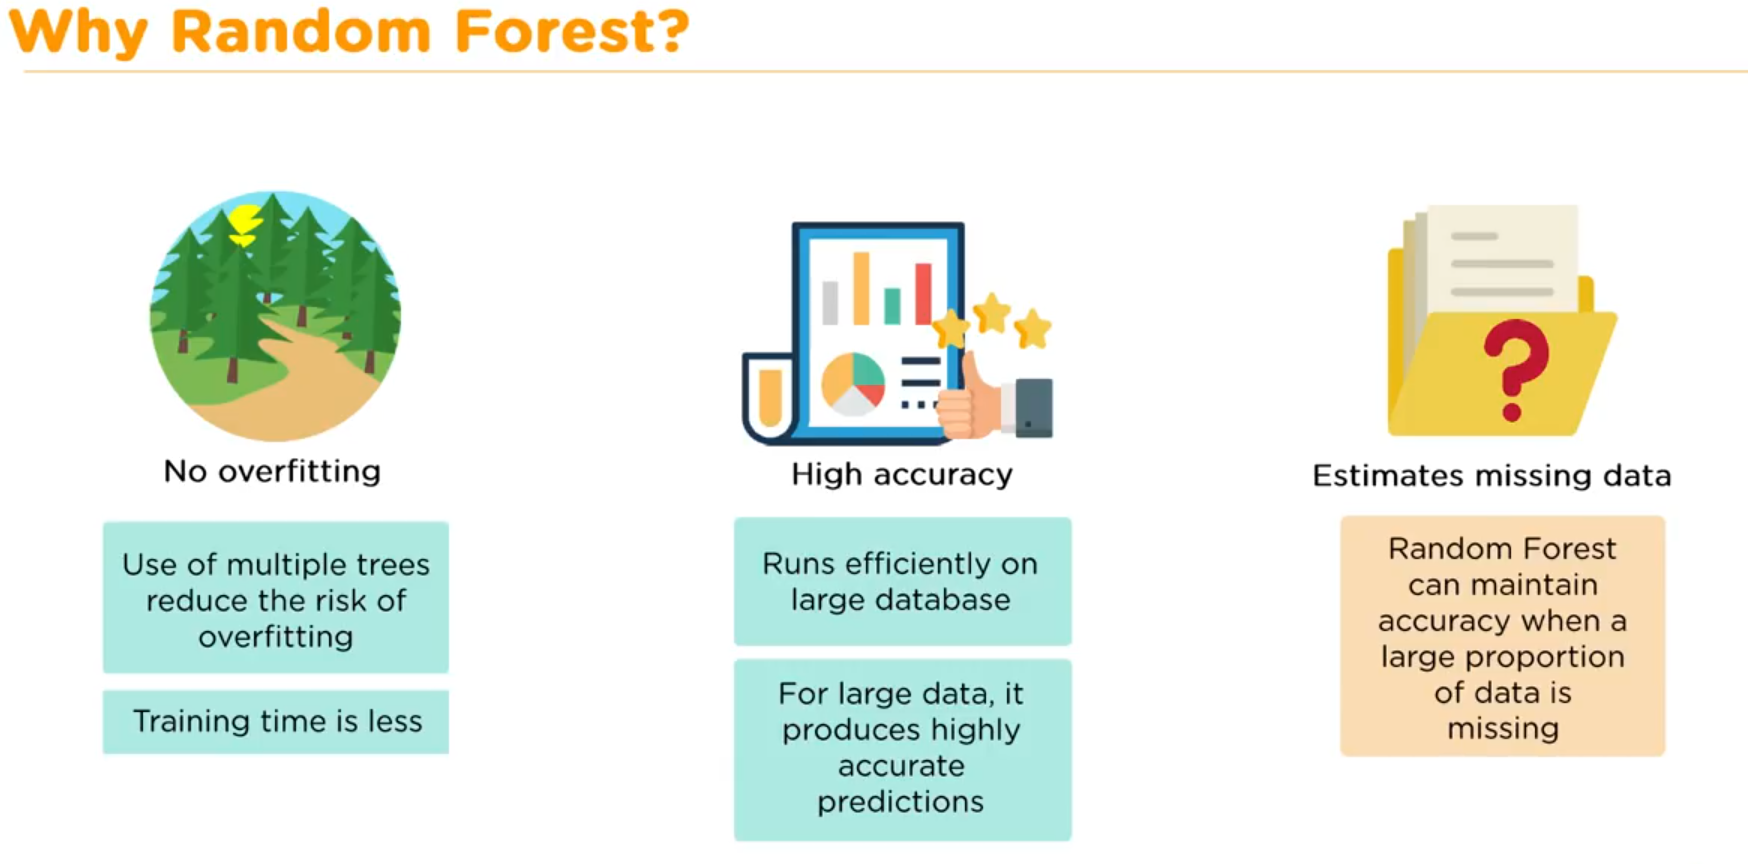 Why Random Forest?
No overfitting
Use of multiple trees
reduce the risk of
overfitting
Training time is less
High accuracy
Runs efficiently on
large database
For large data, it
produces highly
accurate
predictions
Estimates missing data
Random Forest
can maintain
accuracy when a
large proportion
of data is
missing